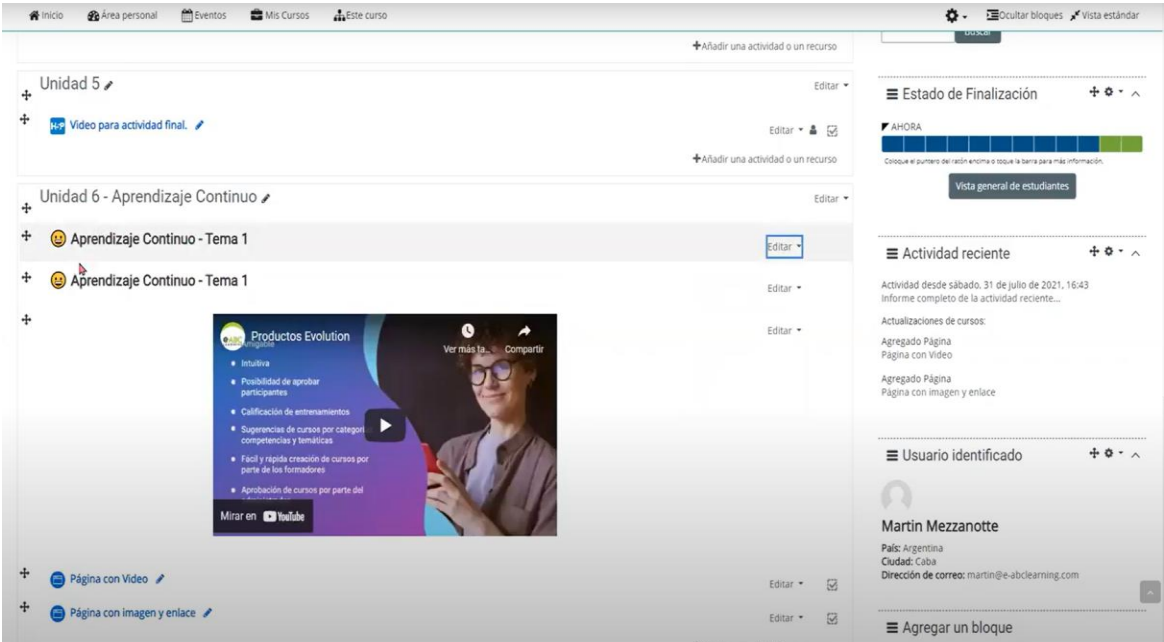 Inicio Área personal Eventos Mis Cursos Este curso Ocultar bloques Vista estándar
Añadir una actividad o un recurso
Unidad 5 Editar
H-P Video para actividad final. Editar
Añadir una actividad o un recurso
Unidad 6 - Aprendizaje Continuo Editar
Aprendizaje Continuo - Tema 1 Editar
Aprendizaje Continuo - Tema 1 Editar
Editar
Productos Evolution
Amigable
Ver más ta... Compartir
Intuitiva
Posibilidad de aprobar
participantes
Calificación de entrenamientos
Sugerencias de cursos por categorí
competencias y temáticas
Fácil y rápida creación de cursos por
parte de los formadores
Aprobación de cursos por parte del
Mirar en YouTube
Página con Video Editar
Página con imagen y enlace Editar
Buscar
Estado de Finalización
AHORA
Coloque el puntero del ratón encima o toque la barra para más información.
Vista general de estudiantes
Actividad reciente
Actividad desde sábado, 31 de julio de 2021, 16:43
Informe completo de la actividad reciente...
Actualizaciones de cursos:
Agregado Página
Página con Video
Agregado Página
Página con imagen y enlace
Usuario identificado
Martin Mezzanotte
País: Argentina
Ciudad: Caba
Dirección de correo: martin@e-abclearning.com
Agregar un bloque